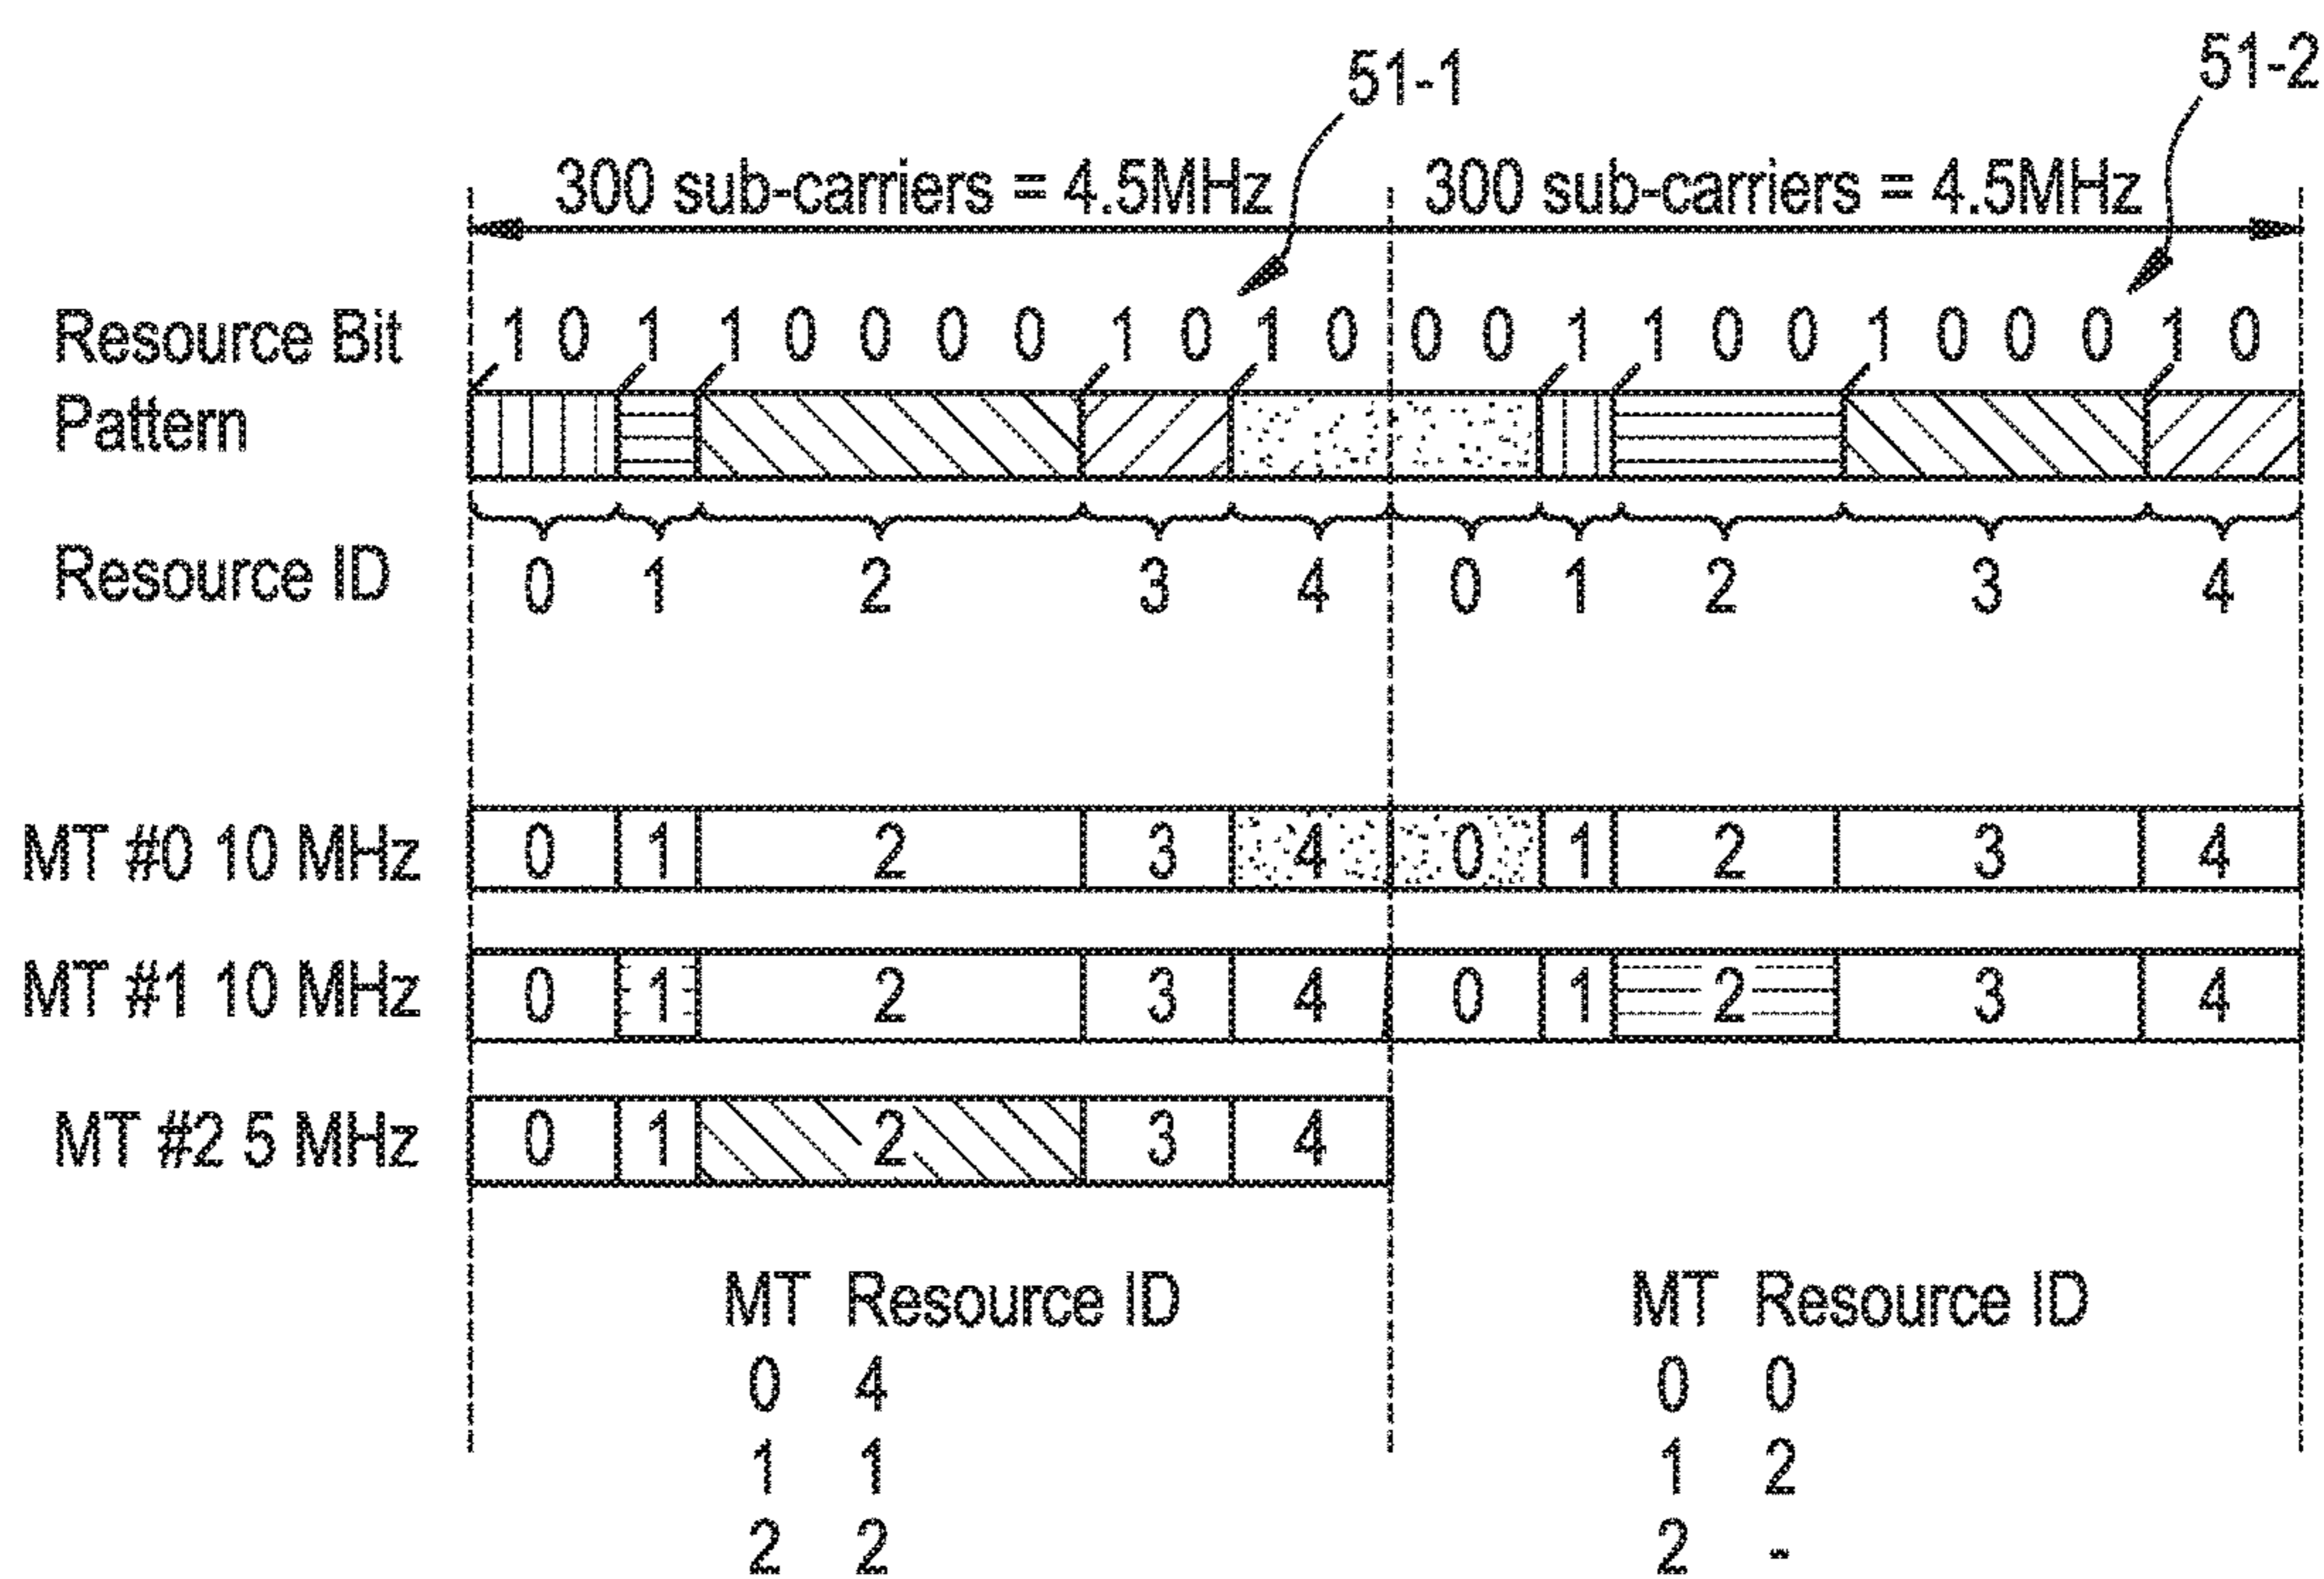 51-1 51-2
300 sub-carriers = 4.5MHz 300 sub-carriers = 4.5MHz
Resource Bit Pattern 1 0 1 1 0 0 0 0 1 0 1 0 0 0 1 1 0 0 1 0 0 0 1 0
Resource ID 0 1 2 3 4 0 1 2 3 4
MT #0 10 MHz 0 1 2 3 4 0 1 2 3 4
MT #1 10 MHz 0 1 2 3 4 0 1 2 3 4
MT #2 5 MHz 0 1 2 3 4
MT Resource ID MT Resource ID
0 4 0 0
1 1 1 2
2 2 2 -